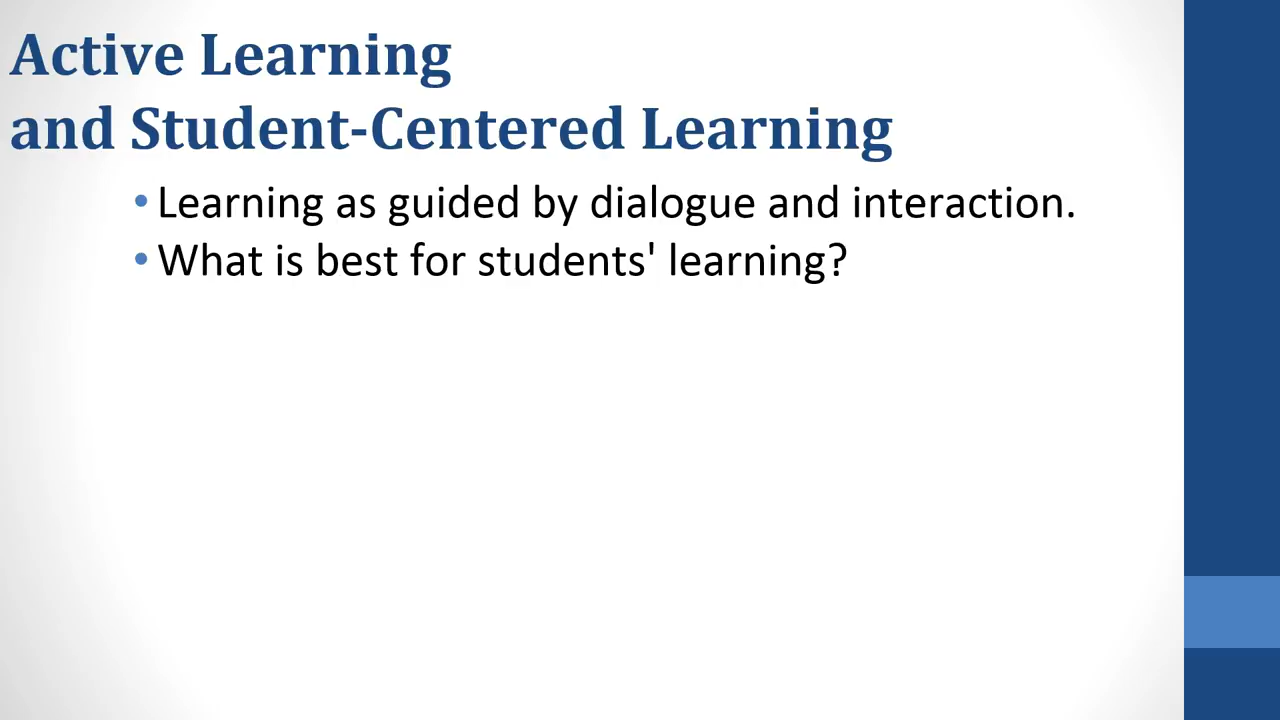 Active Learning
and Student-Centered Learning
• Learning as guided by dialogue and interaction.
• What is best for students' learning?